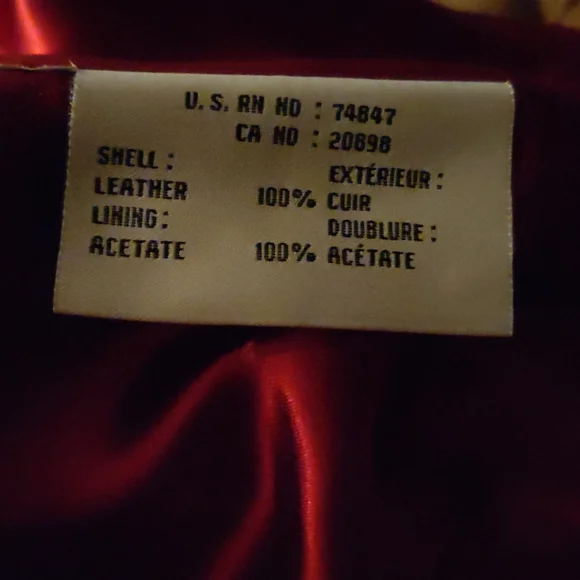 U.S. RN NO : 74847
CA NO : 20898
SHELL : EXTÉRIEUR :
LEATHER 100% CUIR
LINING : DOUBLURE :
ACETATE 100% ACÉTATE